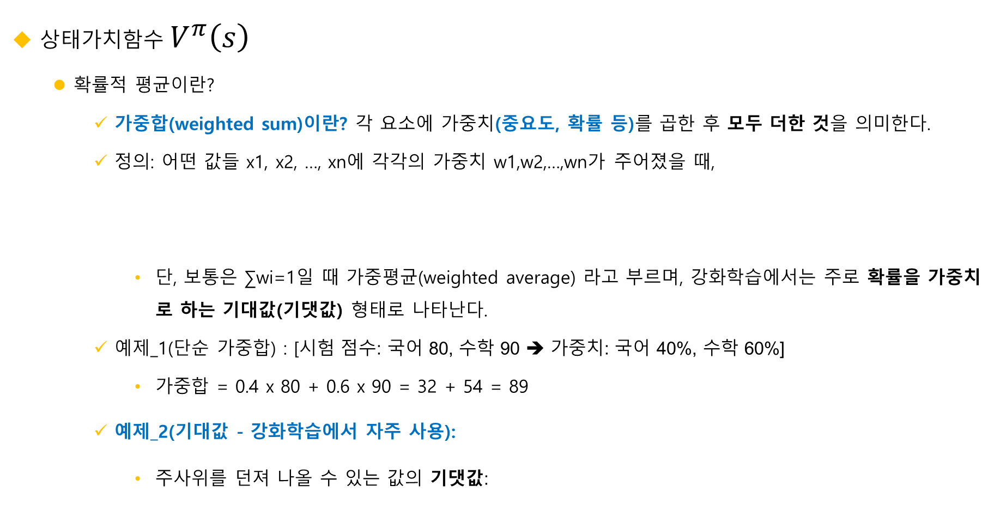 상태가치함수 V^π(s)
확률적 평균이란?
가중합(weighted sum)이란? 각 요소에 가중치(중요도, 확률 등)를 곱한 후 모두 더한 것을 의미한다.
정의: 어떤 값들 x1, x2, …, xn에 각각의 가중치 w1,w2,…,wn가 주어졌을 때,
단, 보통은 ∑wi=1일 때 가중평균(weighted average) 라고 부르며, 강화학습에서는 주로 확률을 가중치
로 하는 기대값(기댓값) 형태로 나타난다.
예제_1(단순 가중합) : [시험 점수: 국어 80, 수학 90 ➔ 가중치: 국어 40%, 수학 60%]
가중합 = 0.4 x 80 + 0.6 x 90 = 32 + 54 = 89
예제_2(기대값 - 강화학습에서 자주 사용):
주사위를 던져 나올 수 있는 값의 기댓값: